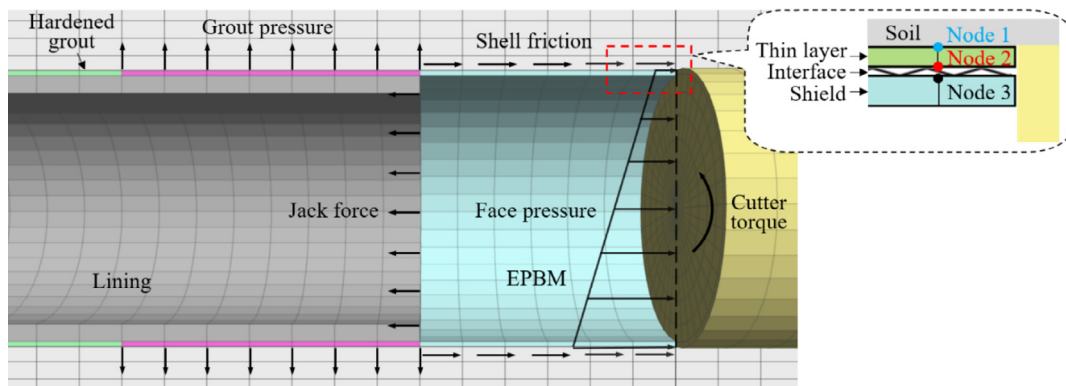 Hardened
grout
Grout pressure
Shell friction
Soil
Node 1
Thin layer
Node 2
Interface
Shield
Node 3
Jack force
Face pressure
Cutter
torque
Lining
EPBM